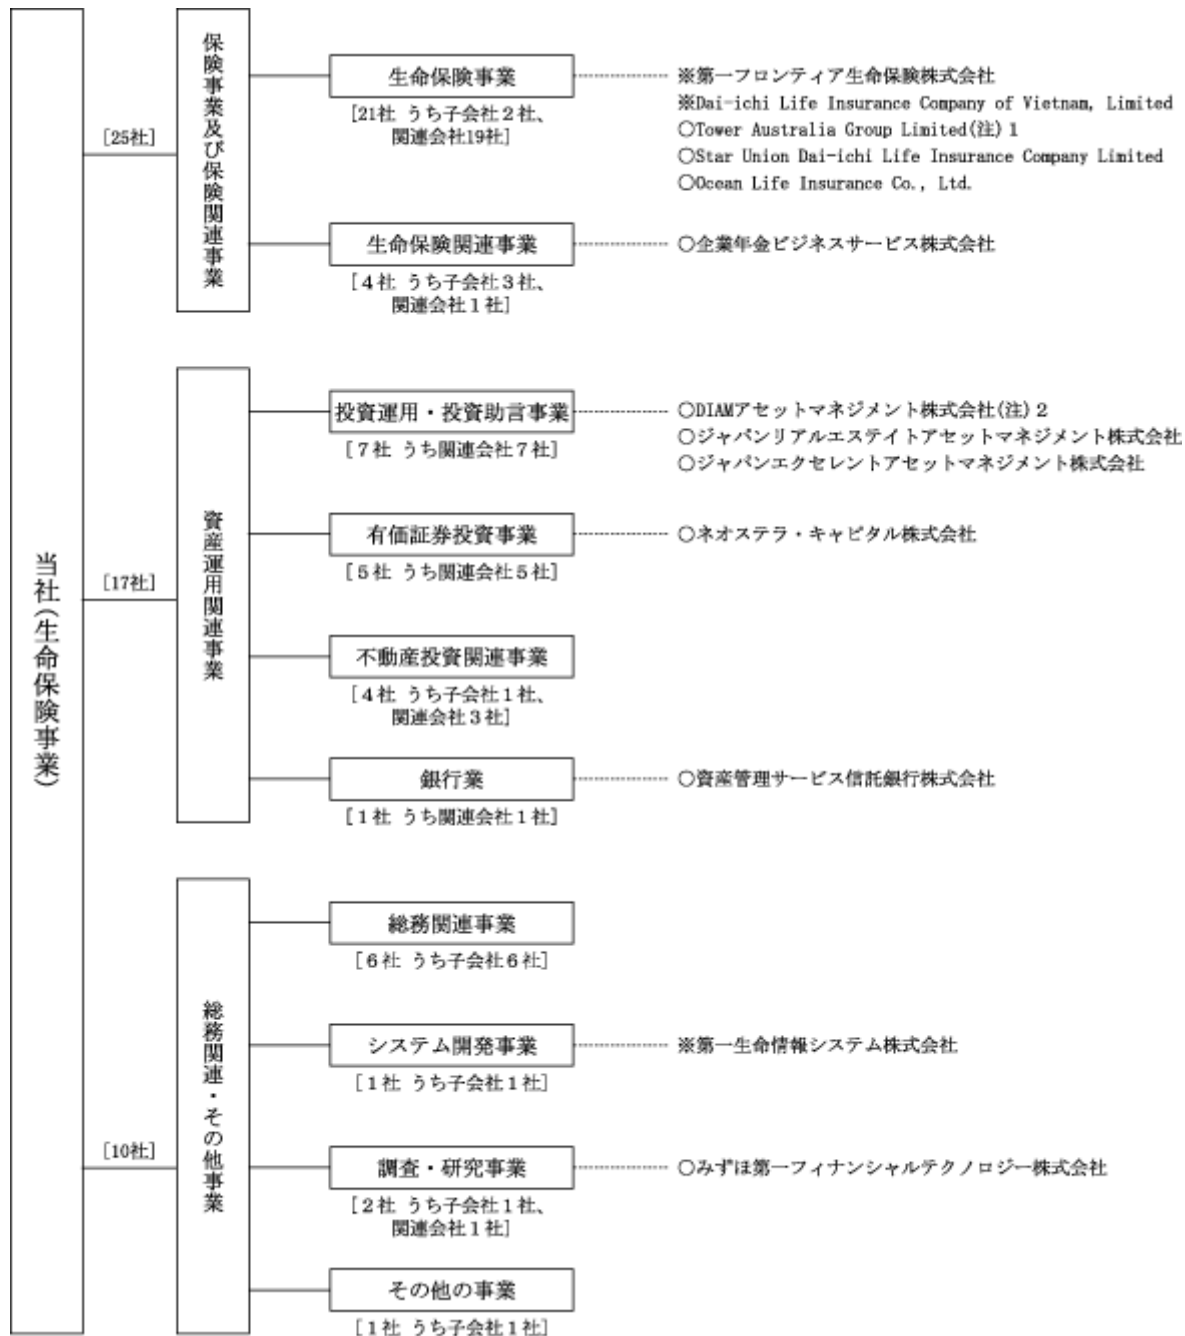 当社(生命保険事業)
[25社]
保険事業及び保険関連事業
生命保険事業
[21社 うち子会社2社、
関連会社19社]
※第一フロンティア生命保険株式会社
※Dai-ichi Life Insurance Company of Vietnam, Limited
○Tower Australia Group Limited(注)1
○Star Union Dai-ichi Life Insurance Company Limited
○Ocean Life Insurance Co., Ltd.
生命保険関連事業
[4社 うち子会社3社、
関連会社1社]
○企業年金ビジネスサービス株式会社
[17社]
資産運用関連事業
投資運用・投資助言事業
[7社 うち関連会社7社]
○DIAMアセットマネジメント株式会社(注)2
○ジャパンリアルエステイトアセットマネジメント株式会社
○ジャパンエクセレントアセットマネジメント株式会社
有価証券投資事業
[5社 うち関連会社5社]
○ネオステラ・キャピタル株式会社
不動産投資関連事業
[4社 うち子会社1社、
関連会社3社]
銀行業
[1社 うち関連会社1社]
○資産管理サービス信託銀行株式会社
[10社]
総務関連・その他事業
総務関連事業
[6社 うち子会社6社]
システム開発事業
[1社 うち子会社1社]
※第一生命情報システム株式会社
調査・研究事業
[2社 うち子会社1社、
関連会社1社]
○みずほ第一フィナンシャルテクノロジー株式会社
その他の事業
[1社 うち子会社1社]